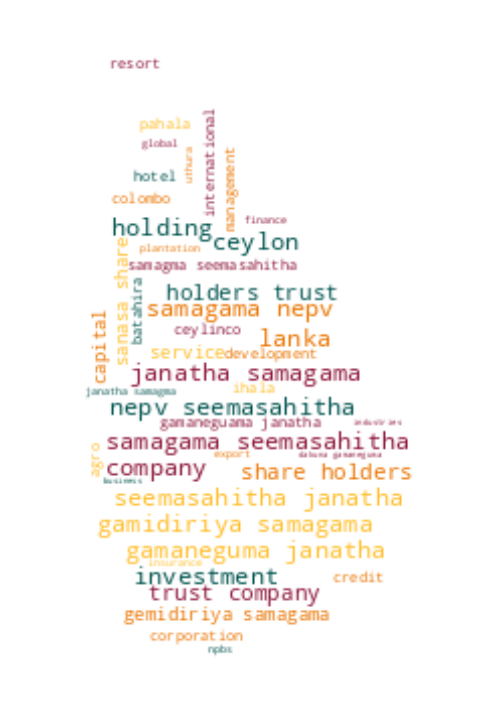 resort
pahala
international
global
uthura
management
hotel
colombo
finance
holding
ceylon
plantation
sanasa share
samagma seemasahitha
batahira
holders trust
samagama nepv
capital
ceylinco
lanka
service
development
janatha samagama
janatha samagma
ihala
nepv seemasahitha
gamaneguama janatha
industries
samagama seemasahitha
agro
export
dakuna gamaneguma
company
share holders
business
seemasahitha janatha
gamidiriya samagama
gamaneguma janatha
insurance
investment
credit
trust company
gemidiriya samagama
corporation
npbs